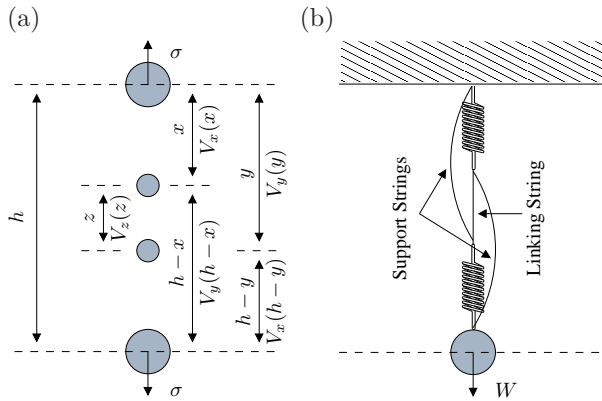 (a)
σ
h
x
V_x(x)
y
V_y(y)
z
V_z(z)
h − x
V_y(h−x)
h − y
V_x(h−y)
σ
(b)
Support Strings
Linking String
W